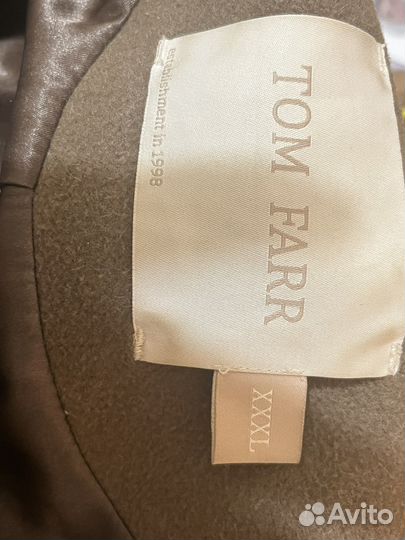 TOM FARR
establishment in 1998
XXXL
Avito